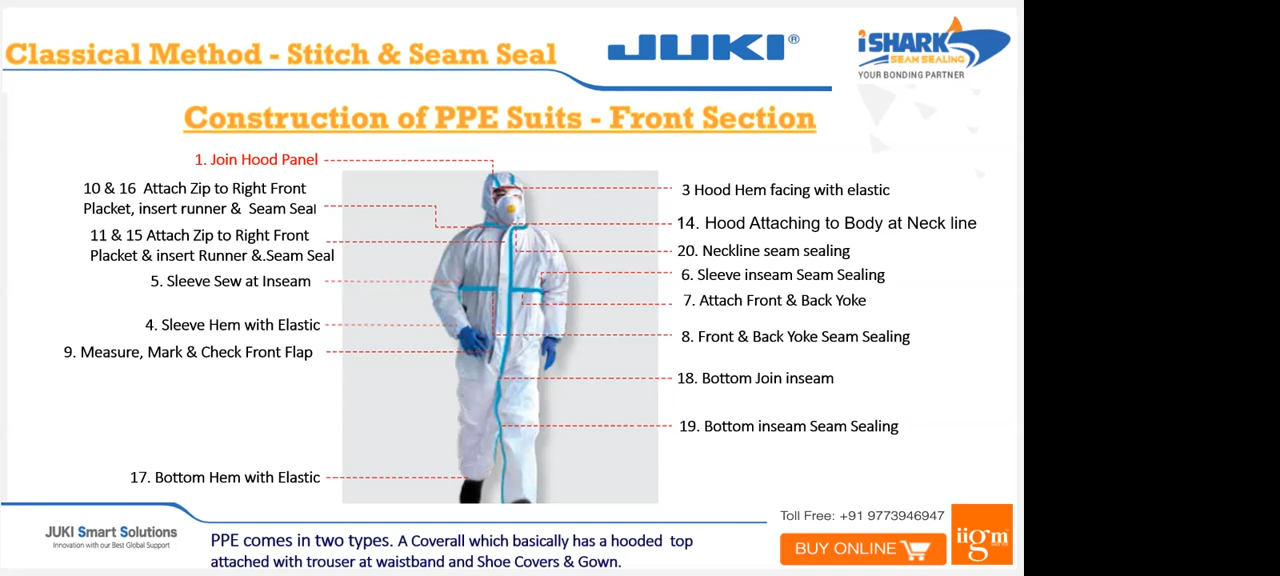 Classical Method - Stitch & Seam Seal
JUKI®
iSHARK
SEAM SEALING
YOUR BONDING PARTNER
Construction of PPE Suits - Front Section
1. Join Hood Panel
10 & 16 Attach Zip to Right Front
Placket, insert runner & Seam Seal
11 & 15 Attach Zip to Right Front
Placket & insert Runner &.Seam Seal
5. Sleeve Sew at Inseam
4. Sleeve Hem with Elastic
9. Measure, Mark & Check Front Flap
17. Bottom Hem with Elastic
3 Hood Hem facing with elastic
14. Hood Attaching to Body at Neck line
20. Neckline seam sealing
6. Sleeve inseam Seam Sealing
7. Attach Front & Back Yoke
8. Front & Back Yoke Seam Sealing
18. Bottom Join inseam
19. Bottom inseam Seam Sealing
JUKI Smart Solutions
Innovation with our Best Global Support
PPE comes in two types. A Coverall which basically has a hooded top
attached with trouser at waistband and Shoe Covers & Gown.
Toll Free: +91 9773946947
BUY ONLINE
iigm